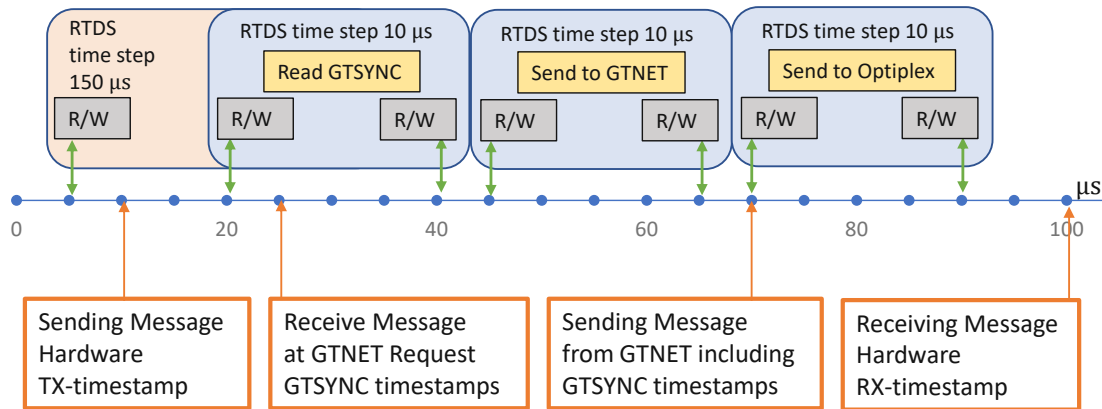 RTDS
time step
150 µs
R/W
RTDS time step 10 µs
Read GTSYNC
R/W
R/W
RTDS time step 10 µs
Send to GTNET
R/W
R/W
RTDS time step 10 µs
Send to Optiplex
R/W
R/W
µs
0
20
40
60
80
100
Sending Message
Hardware
TX-timestamp
Receive Message
at GTNET Request
GTSYNC timestamps
Sending Message
from GTNET including
GTSYNC timestamps
Receiving Message
Hardware
RX-timestamp